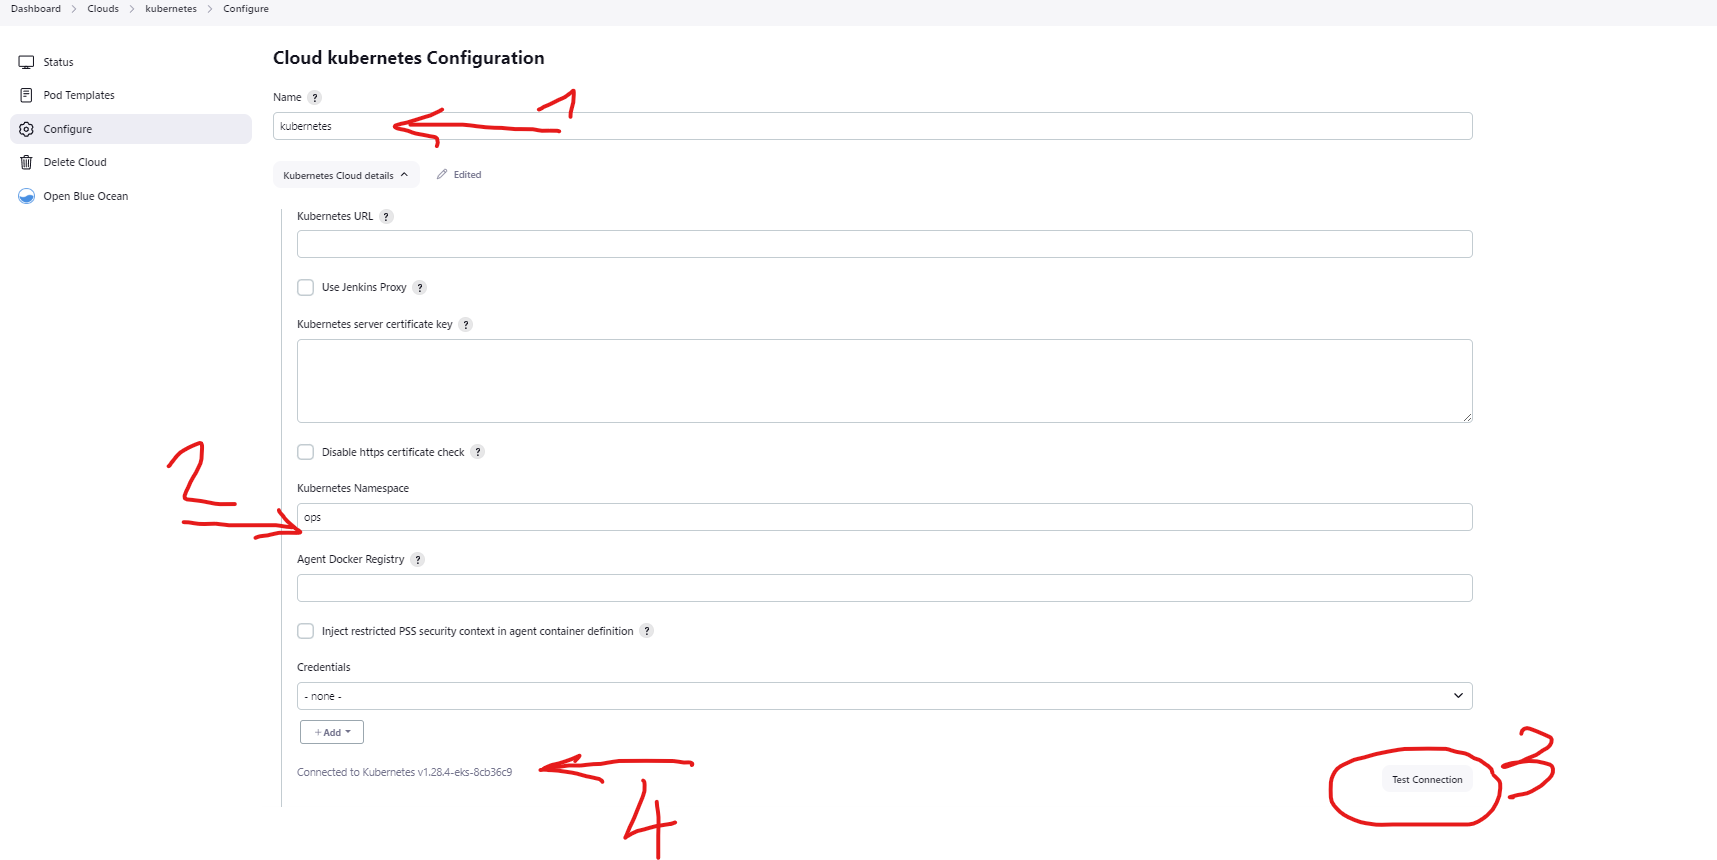 Dashboard > Clouds > kubernetes > Configure
Status
Pod Templates
Configure
Delete Cloud
Open Blue Ocean
Cloud kubernetes Configuration
Name ?
1
kubernetes
Kubernetes Cloud details
Edited
Kubernetes URL ?
Use Jenkins Proxy ?
Kubernetes server certificate key ?
Disable https certificate check ?
2
Kubernetes Namespace
ops
Agent Docker Registry ?
Inject restricted PSS security context in agent container definition ?
Credentials
- none -
+ Add
Connected to Kubernetes v1.28.4-eks-8cb36c9
4
Test Connection
3